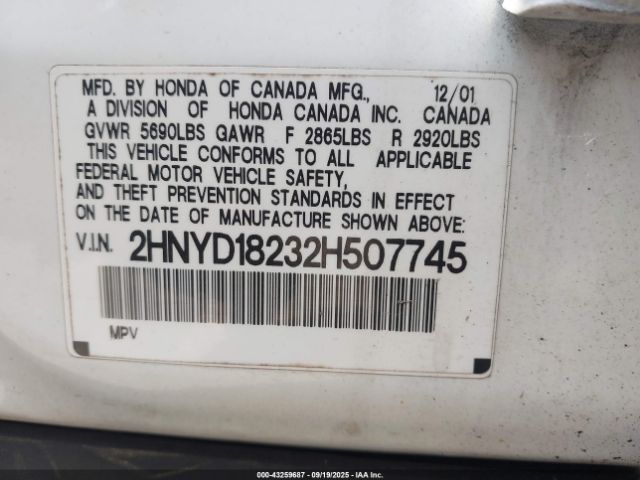 MFD. BY HONDA OF CANADA MFG., 12/01
A DIVISION OF HONDA CANADA INC. CANADA
GVWR 5690LBS GAWR F 2865LBS R 2920LBS
THIS VEHICLE CONFORMS TO ALL APPLICABLE
FEDERAL MOTOR VEHICLE SAFETY,
AND THEFT PREVENTION STANDARDS IN EFFECT
ON THE DATE OF MANUFACTURE SHOWN ABOVE:
V.I.N. 2HNYD18232H507745
MPV
000-43259687 - 09/19/2025 - IAA Inc.